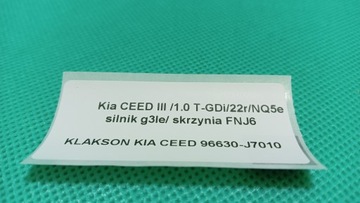 Kia CEED III /1.0 T-GDi/22r/NQ5e
silnik g3le/ skrzynia FNJ6
KLAKSON KIA CEED 96630-J7010